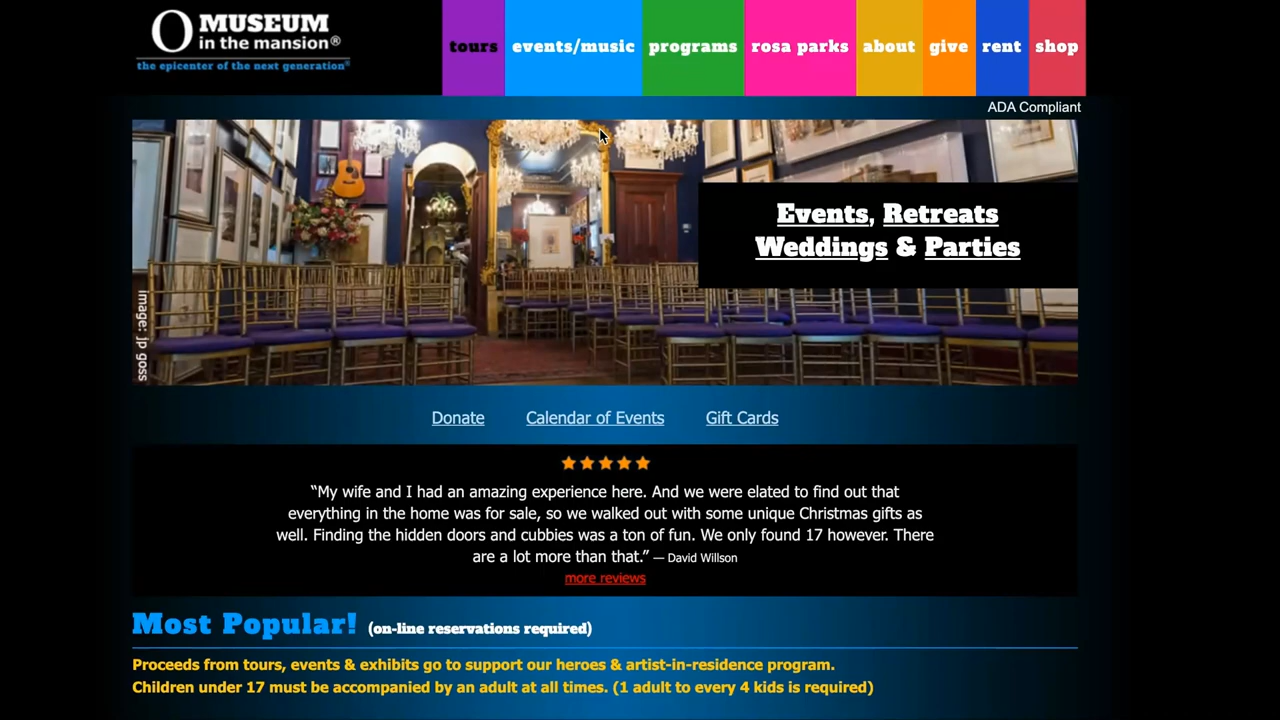 O MUSEUM
in the mansion®
the epicenter of the next generation®
tours events/music programs rosa parks about give rent shop
ADA Compliant
Events, Retreats
Weddings & Parties
image: jp goss
Donate Calendar of Events Gift Cards
“My wife and I had an amazing experience here. And we were elated to find out that
everything in the home was for sale, so we walked out with some unique Christmas gifts as
well. Finding the hidden doors and cubbies was a ton of fun. We only found 17 however. There
are a lot more than that.” — David Willson
more reviews
Most Popular! (on-line reservations required)
Proceeds from tours, events & exhibits go to support our heroes & artist-in-residence program.
Children under 17 must be accompanied by an adult at all times. (1 adult to every 4 kids is required)